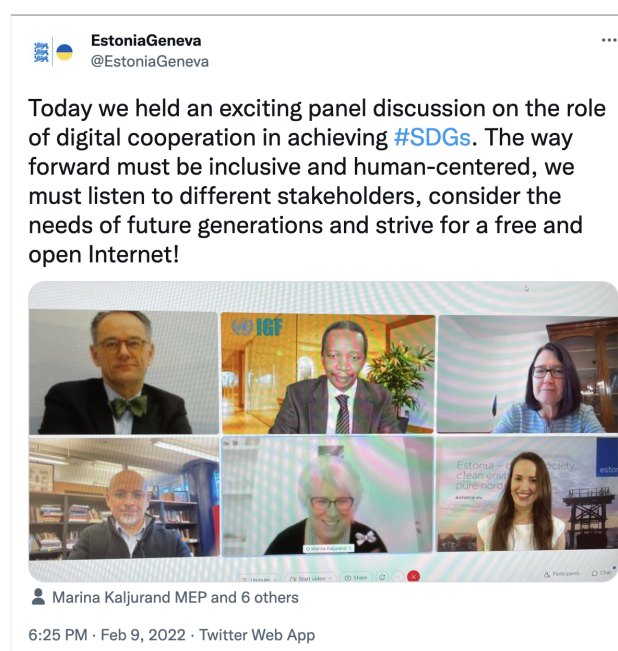 EstoniaGeneva
@EstoniaGeneva
Today we held an exciting panel discussion on the role
of digital cooperation in achieving #SDGs. The way
forward must be inclusive and human-centered, we
must listen to different stakeholders, consider the
needs of future generations and strive for a free and
open Internet!
IGF
Estonia –
clean
pure nord
estonia.eu
Marina Kaljurand
Start video
Share
Participants
Chat
Marina Kaljurand MEP and 6 others
6:25 PM · Feb 9, 2022 · Twitter Web App